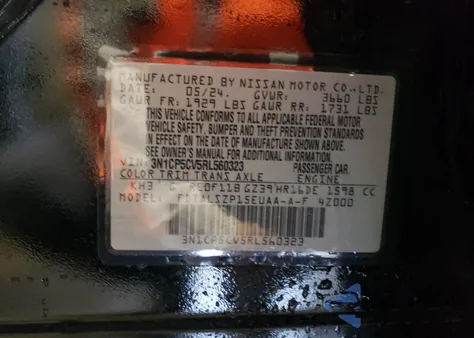 MANUFACTURED BY NISSAN MOTOR CO.,LTD.
DATE: 05/24. GVWR: 3660 LBS
GAWR FR: 1929 LBS GAWR RR: 1731 LBS
THIS VEHICLE CONFORMS TO ALL APPLICABLE FEDERAL MOTOR
VEHICLE SAFETY, BUMPER AND THEFT PREVENTION STANDARDS
IN EFFECT ON THE DATE OF MANUFACTURE SHOWN ABOVE.
SEE OWNER'S MANUAL FOR ADDITIONAL INFORMATION
VIN: 3N1CP5CV5RL560323 PASSENGER CAR
COLOR TRIM TRANS AXLE ENGINE
KH3 G RE0F11B GZ39 HR16DE 1598 CC
MODEL: 4Z000
3N1CP5CV5RL560323